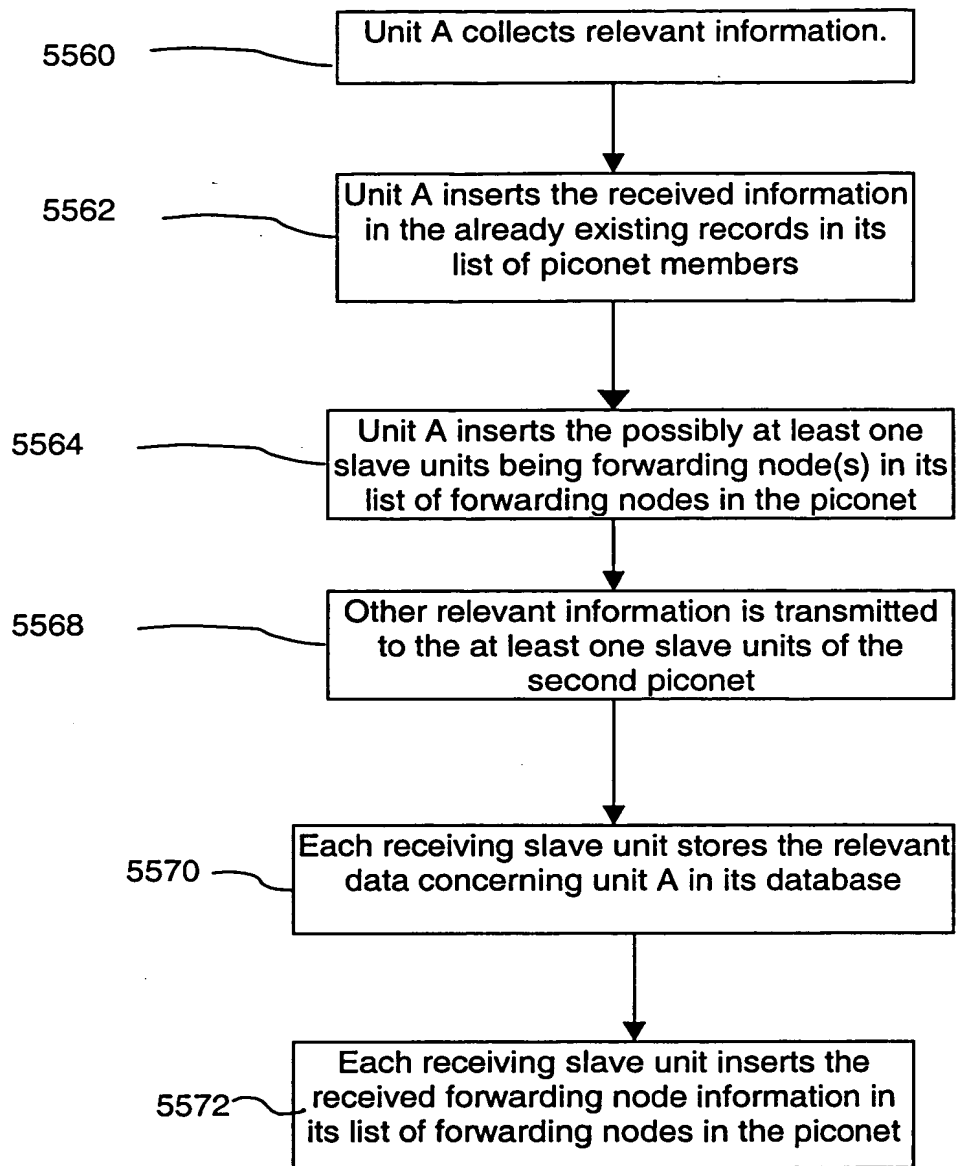 5560
Unit A collects relevant information.
5562
Unit A inserts the received information
in the already existing records in its
list of piconet members
5564
Unit A inserts the possibly at least one
slave units being forwarding node(s) in its
list of forwarding nodes in the piconet
5568
Other relevant information is transmitted
to the at least one slave units of the
second piconet
5570
Each receiving slave unit stores the relevant
data concerning unit A in its database
5572
Each receiving slave unit inserts the
received forwarding node information in
its list of forwarding nodes in the piconet